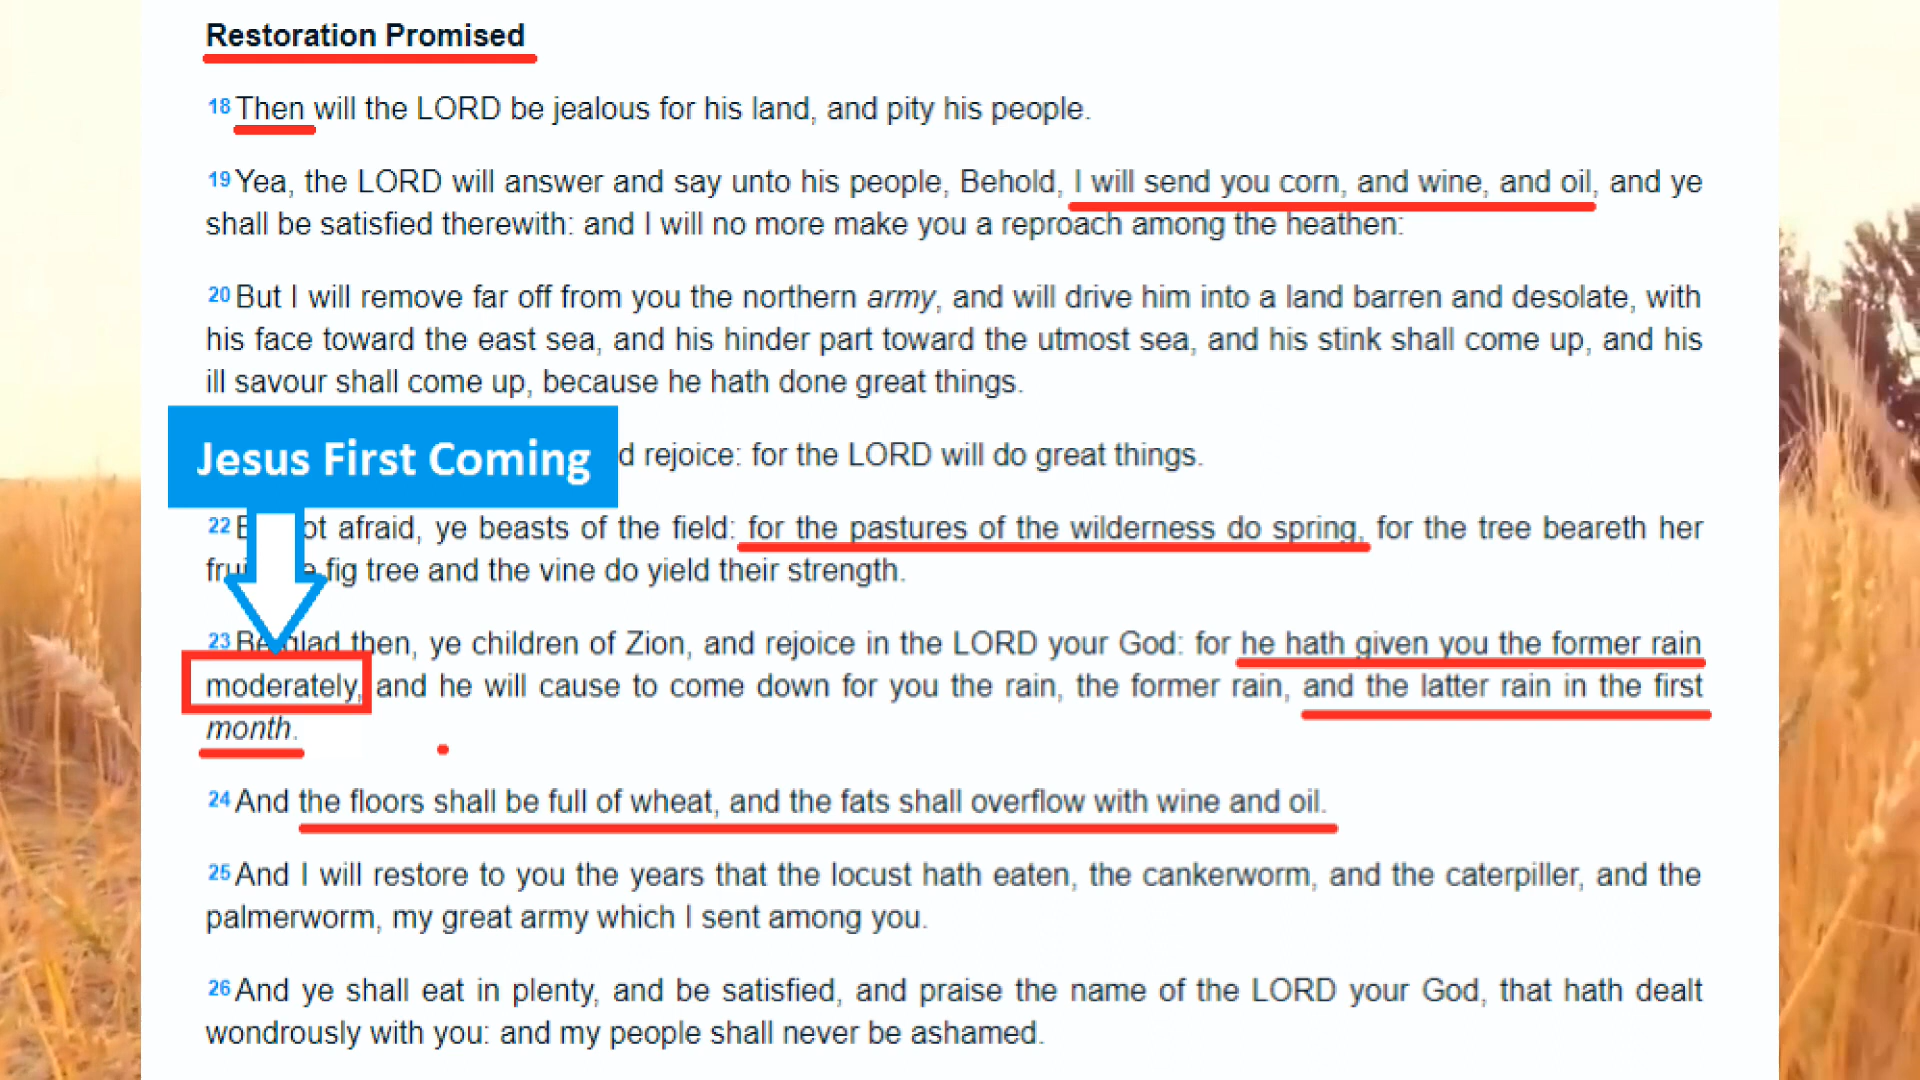 Restoration Promised
18 Then will the LORD be jealous for his land, and pity his people.
19 Yea, the LORD will answer and say unto his people, Behold, I will send you corn, and wine, and oil, and ye
shall be satisfied therewith: and I will no more make you a reproach among the heathen:
20 But I will remove far off from you the northern army, and will drive him into a land barren and desolate, with
his face toward the east sea, and his hinder part toward the utmost sea, and his stink shall come up, and his
ill savour shall come up, because he hath done great things.
Jesus First Coming
rejoice: for the LORD will do great things.
22 afraid, ye beasts of the field: for the pastures of the wilderness do spring, for the tree beareth her
fig tree and the vine do yield their strength.
23 Be glad then, ye children of Zion, and rejoice in the LORD your God: for he hath given you the former rain
moderately, and he will cause to come down for you the rain, the former rain, and the latter rain in the first
month.
24 And the floors shall be full of wheat, and the fats shall overflow with wine and oil.
25 And I will restore to you the years that the locust hath eaten, the cankerworm, and the caterpiller, and the
palmerworm, my great army which I sent among you.
26 And ye shall eat in plenty, and be satisfied, and praise the name of the LORD your God, that hath dealt
wondrously with you: and my people shall never be ashamed.